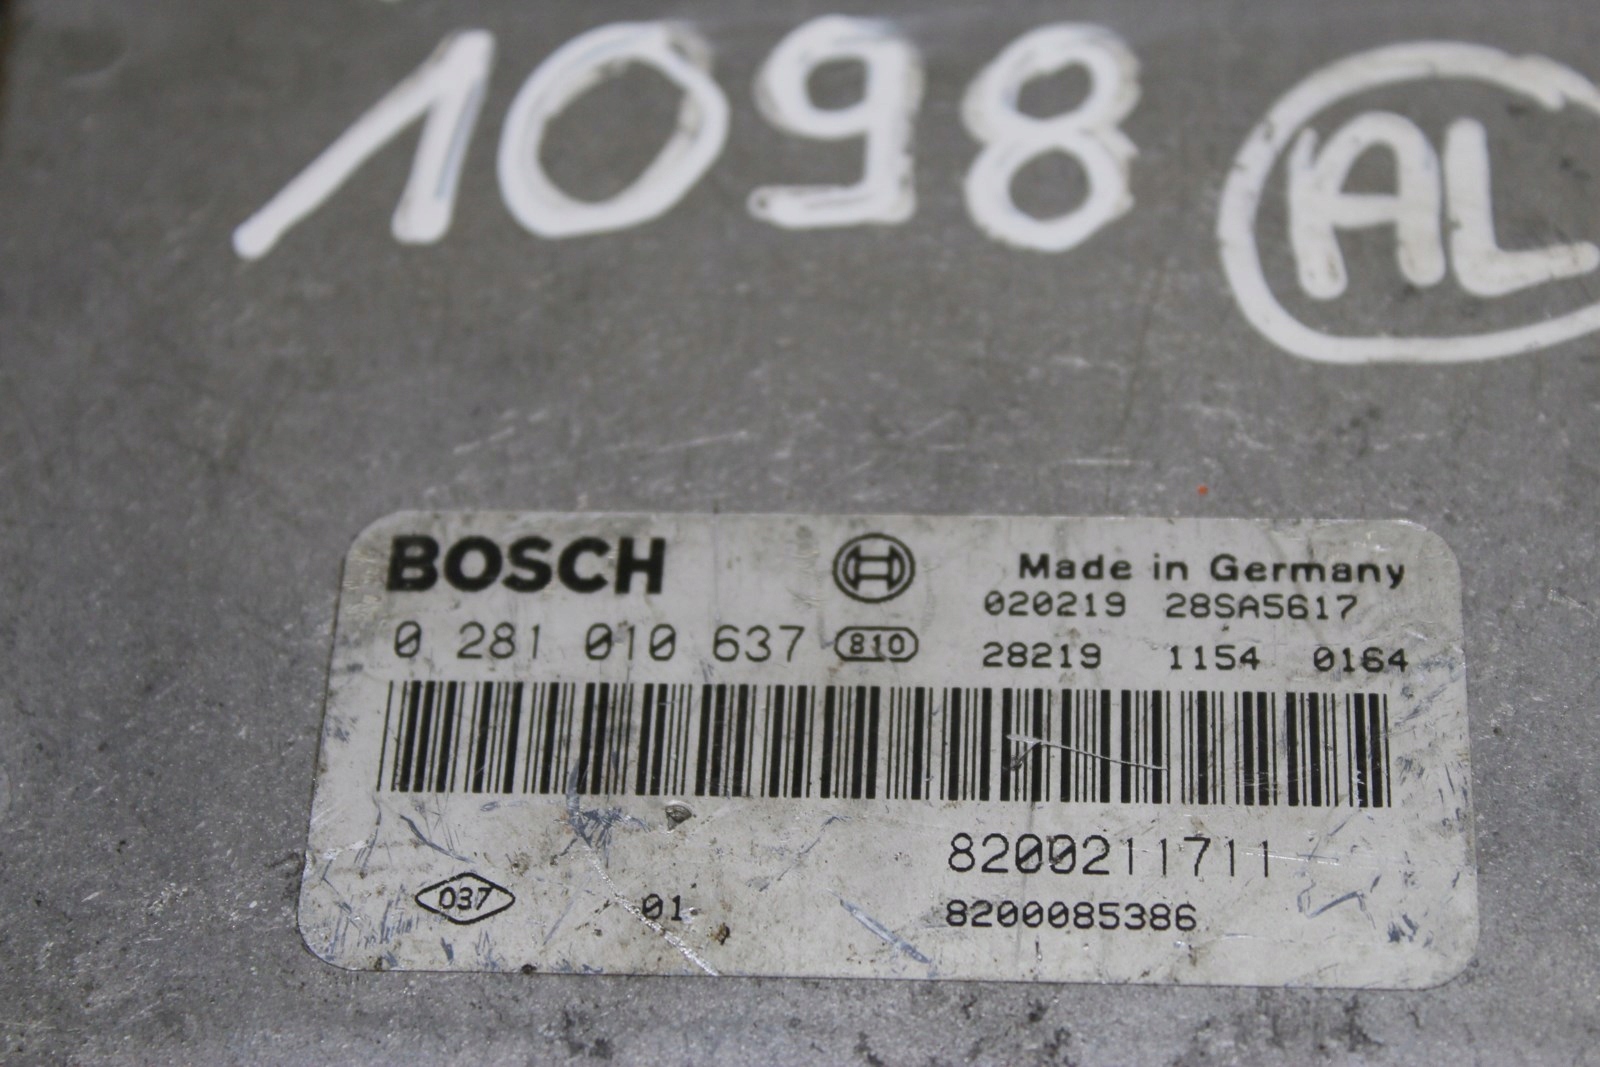 1098 AL
BOSCH
Made in Germany
020219 28SA5617
0 281 010 637 810
28219 1154 0164
8200211711
037 01 8200085386